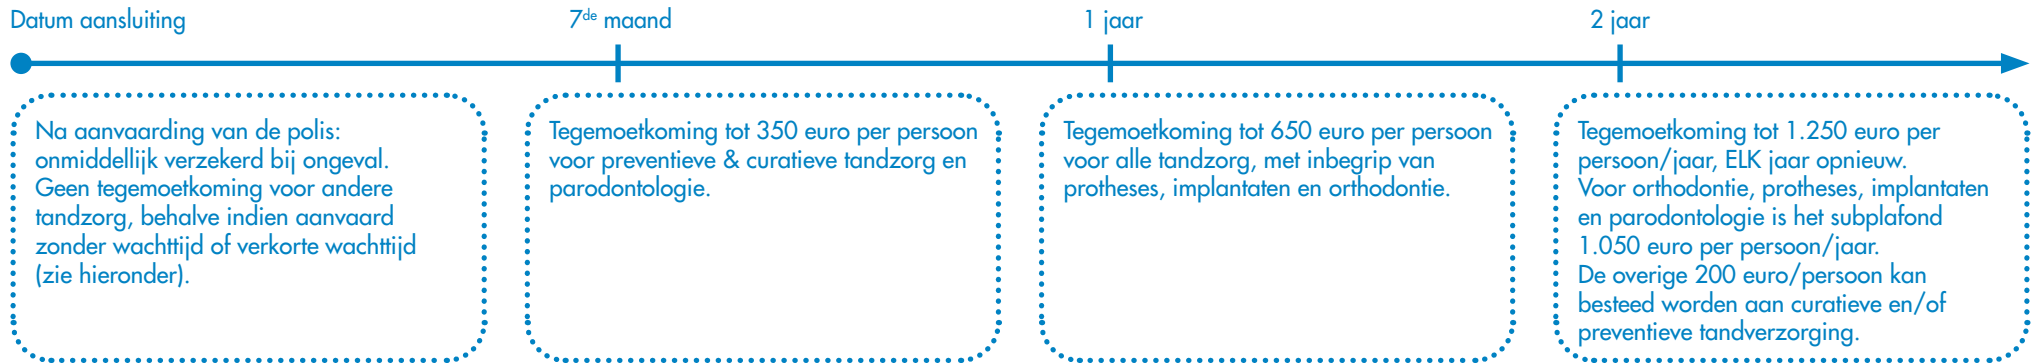 Datum aansluiting
7de maand
1 jaar
2 jaar
Na aanvaarding van de polis:
onmiddellijk verzekerd bij ongeval.
Geen tegemoetkoming voor andere
tandzorg, behalve indien aanvaard
zonder wachttijd of verkorte wachttijd
(zie hieronder).
Tegemoetkoming tot 350 euro per persoon
voor preventieve & curatieve tandzorg en
parodontologie.
Tegemoetkoming tot 650 euro per persoon
voor alle tandzorg, met inbegrip van
protheses, implantaten en orthodontie.
Tegemoetkoming tot 1.250 euro per
persoon/jaar, ELK jaar opnieuw.
Voor orthodontie, protheses, implantaten
en parodontologie is het subplafond
1.050 euro per persoon/jaar.
De overige 200 euro/persoon kan
besteed worden aan curatieve en/of
preventieve tandverzorging.